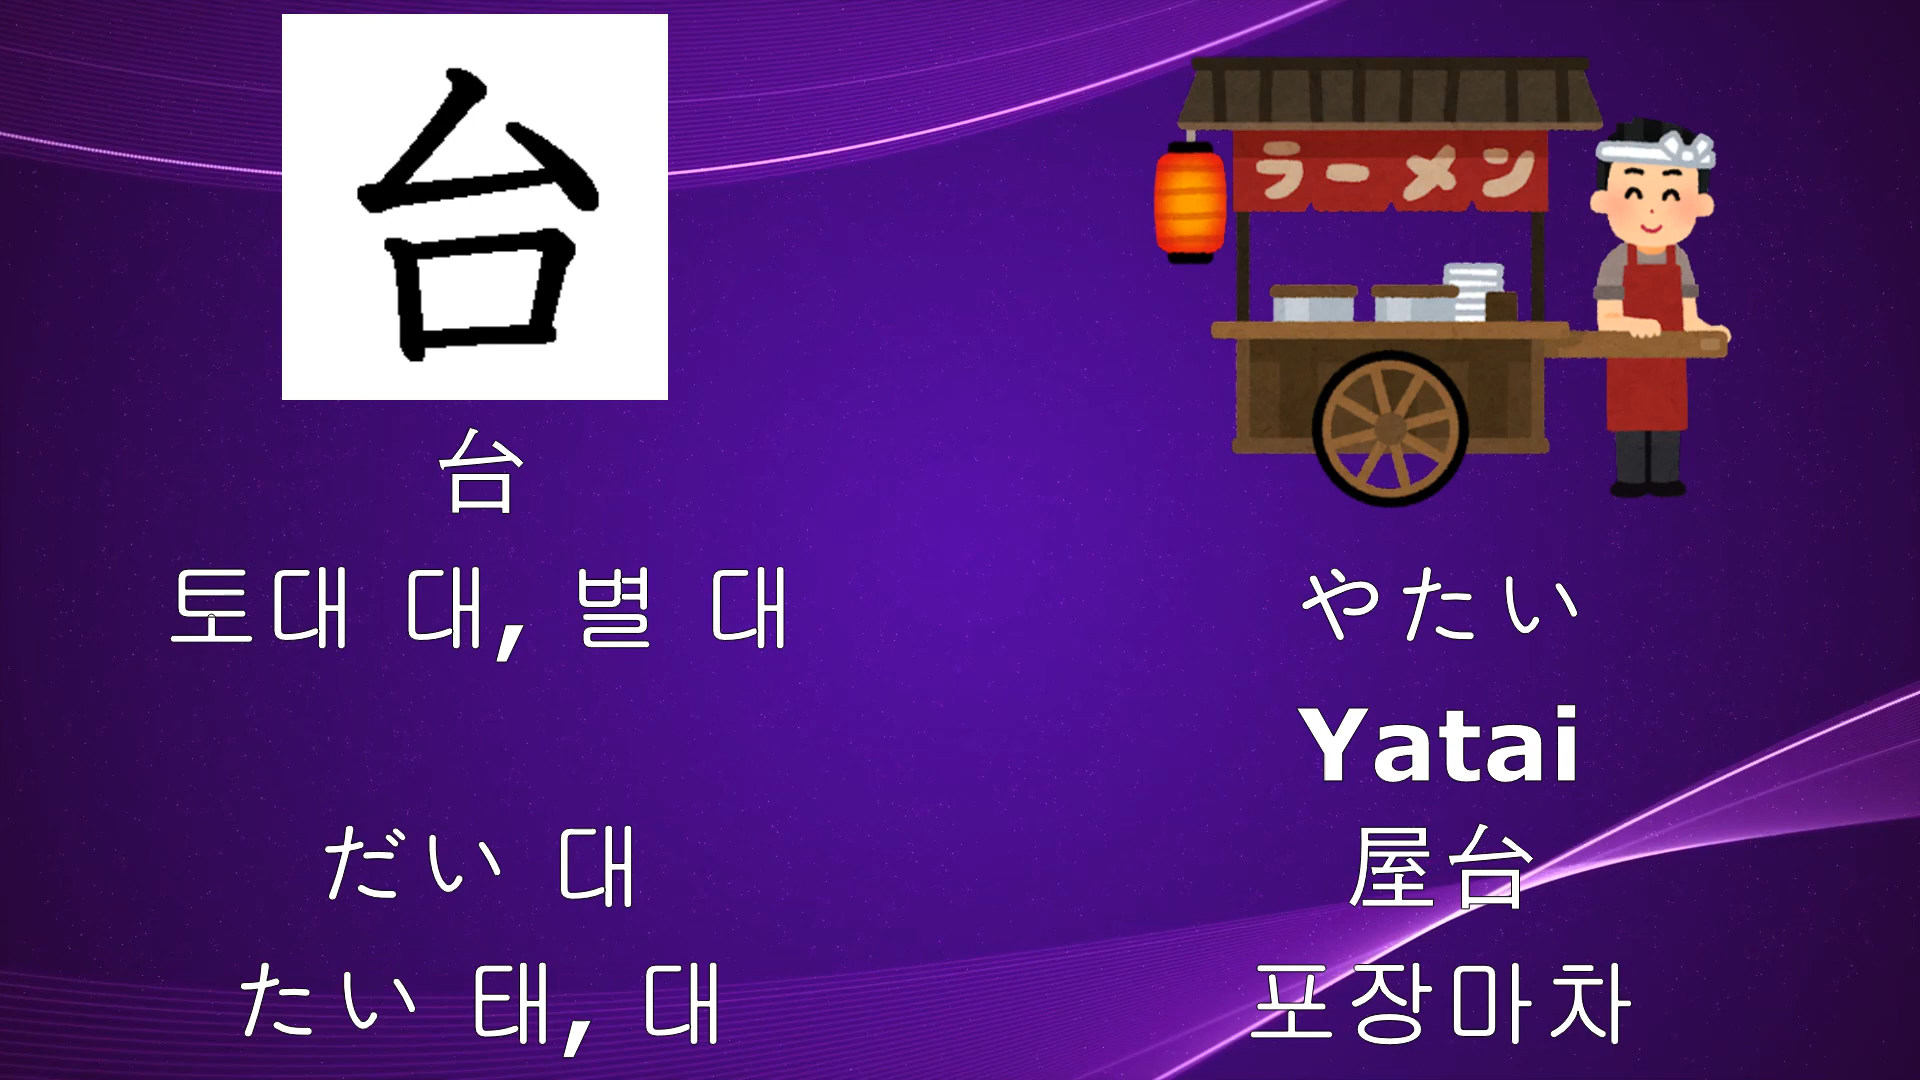 台
台
토대 대, 별 대
だい 대
たい 태, 대
ラーメン
やたい
Yatai
屋台
포장마차